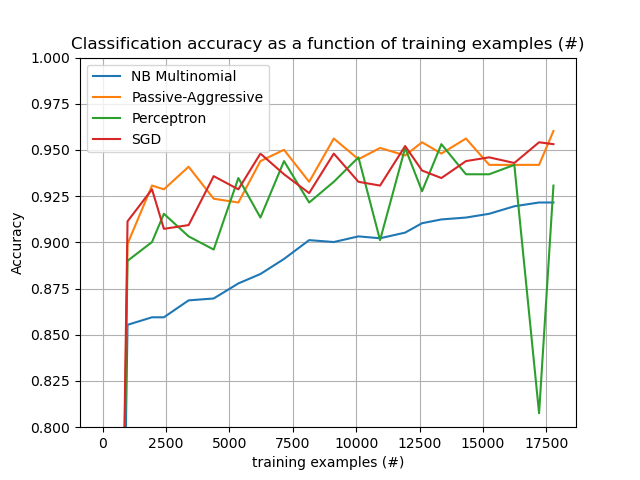 Classification accuracy as a function of training examples (#)
NB Multinomial
Passive-Aggressive
Perceptron
SGD
1.000
0.975
0.950
0.925
0.900
0.875
0.850
0.825
0.800
Accuracy
0 2500 5000 7500 10000 12500 15000 17500
training examples (#)